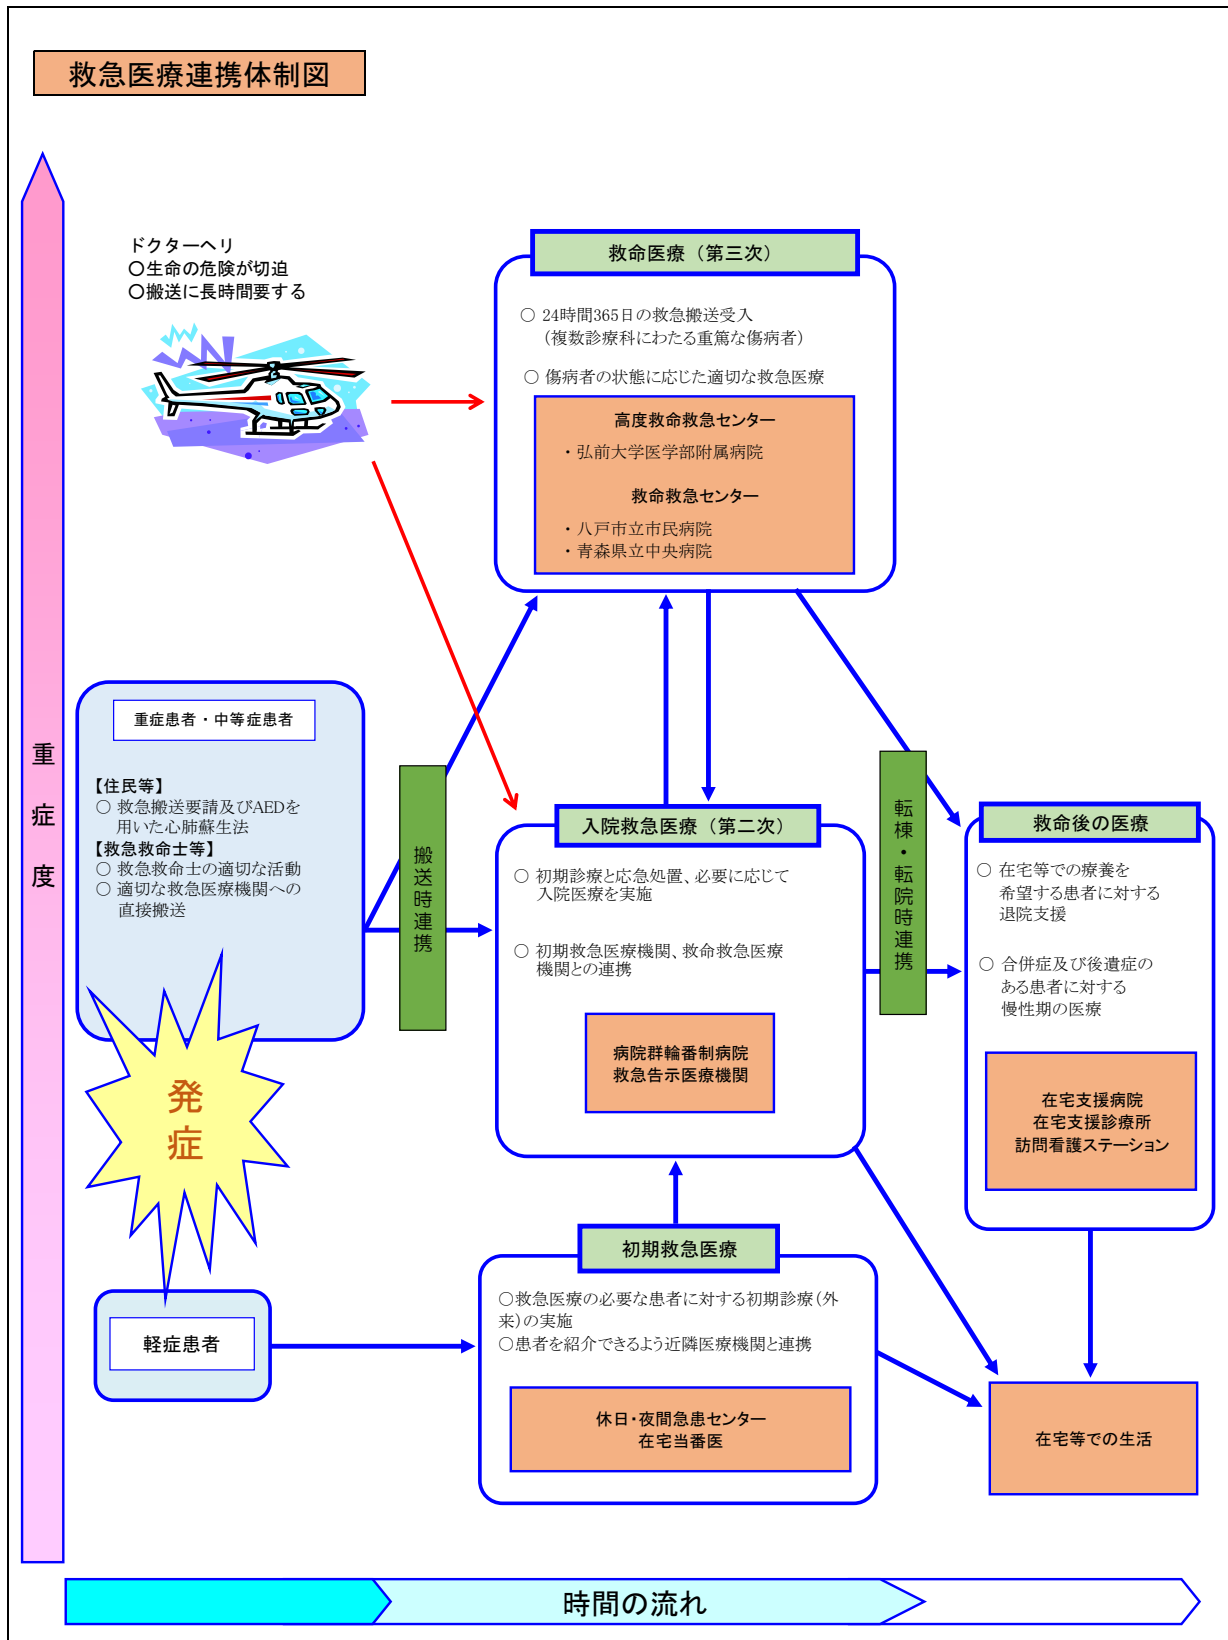 救急医療連携体制図
ドクターヘリ
○生命の危険が切迫
○搬送に長時間要する
救命医療（第三次）
○ 24時間365日の救急搬送受入
（複数診療科にわたる重篤な傷病者）
○ 傷病者の状態に応じた適切な救急医療
高度救命救急センター
・弘前大学医学部附属病院
救命救急センター
・八戸市立市民病院
・青森県立中央病院
重症度
重症患者・中等症患者
【住民等】
○ 救急搬送要請及びAEDを
用いた心肺蘇生法
【救急救命士等】
○ 救急救命士の適切な活動
○ 適切な救急医療機関への
直接搬送
搬送時連携
入院救急医療（第二次）
○ 初期診療と応急処置、必要に応じて
入院医療を実施
○ 初期救急医療機関、救命救急医療
機関との連携
病院群輪番制病院
救急告示医療機関
転棟・転院時連携
救命後の医療
○ 在宅等での療養を
希望する患者に対する
退院支援
○ 合併症及び後遺症の
ある患者に対する
慢性期の医療
在宅支援病院
在宅支援診療所
訪問看護ステーション
発
症
初期救急医療
○救急医療の必要な患者に対する初期診療（外
来）の実施
○患者を紹介できるよう近隣医療機関と連携
休日・夜間急患センター
在宅当番医
軽症患者
在宅等での生活
時間の流れ